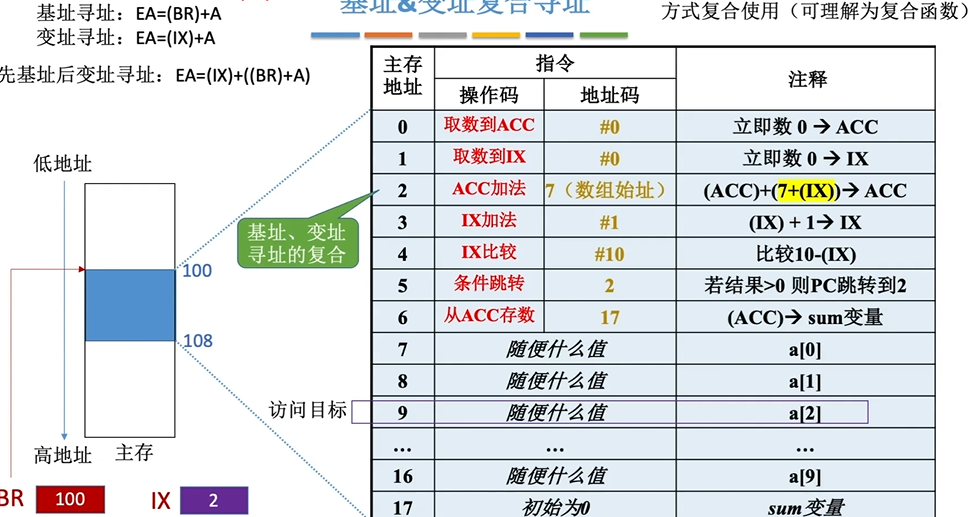 基址&变址复合寻址
方式复合使用（可理解为复合函数）
基址寻址：EA=(BR)+A
变址寻址：EA=(IX)+A
先基址后变址寻址：EA=(IX)+((BR)+A)
低地址
100
108
高地址
主存
BR 100
IX 2
基址、变址
寻址的复合
访问目标
主存地址 指令 注释
操作码 地址码
0 取数到ACC #0 立即数 0 → ACC
1 取数到IX #0 立即数 0 → IX
2 ACC加法 7（数组始址） (ACC)+(7+(IX))→ ACC
3 IX加法 #1 (IX) + 1→ IX
4 IX比较 #10 比较10-(IX)
5 条件跳转 2 若结果>0 则PC跳转到2
6 从ACC存数 17 (ACC)→ sum变量
7 随便什么值 a[0]
8 随便什么值 a[1]
9 随便什么值 a[2]
... ... ...
16 随便什么值 a[9]
17 初始为0 sum变量